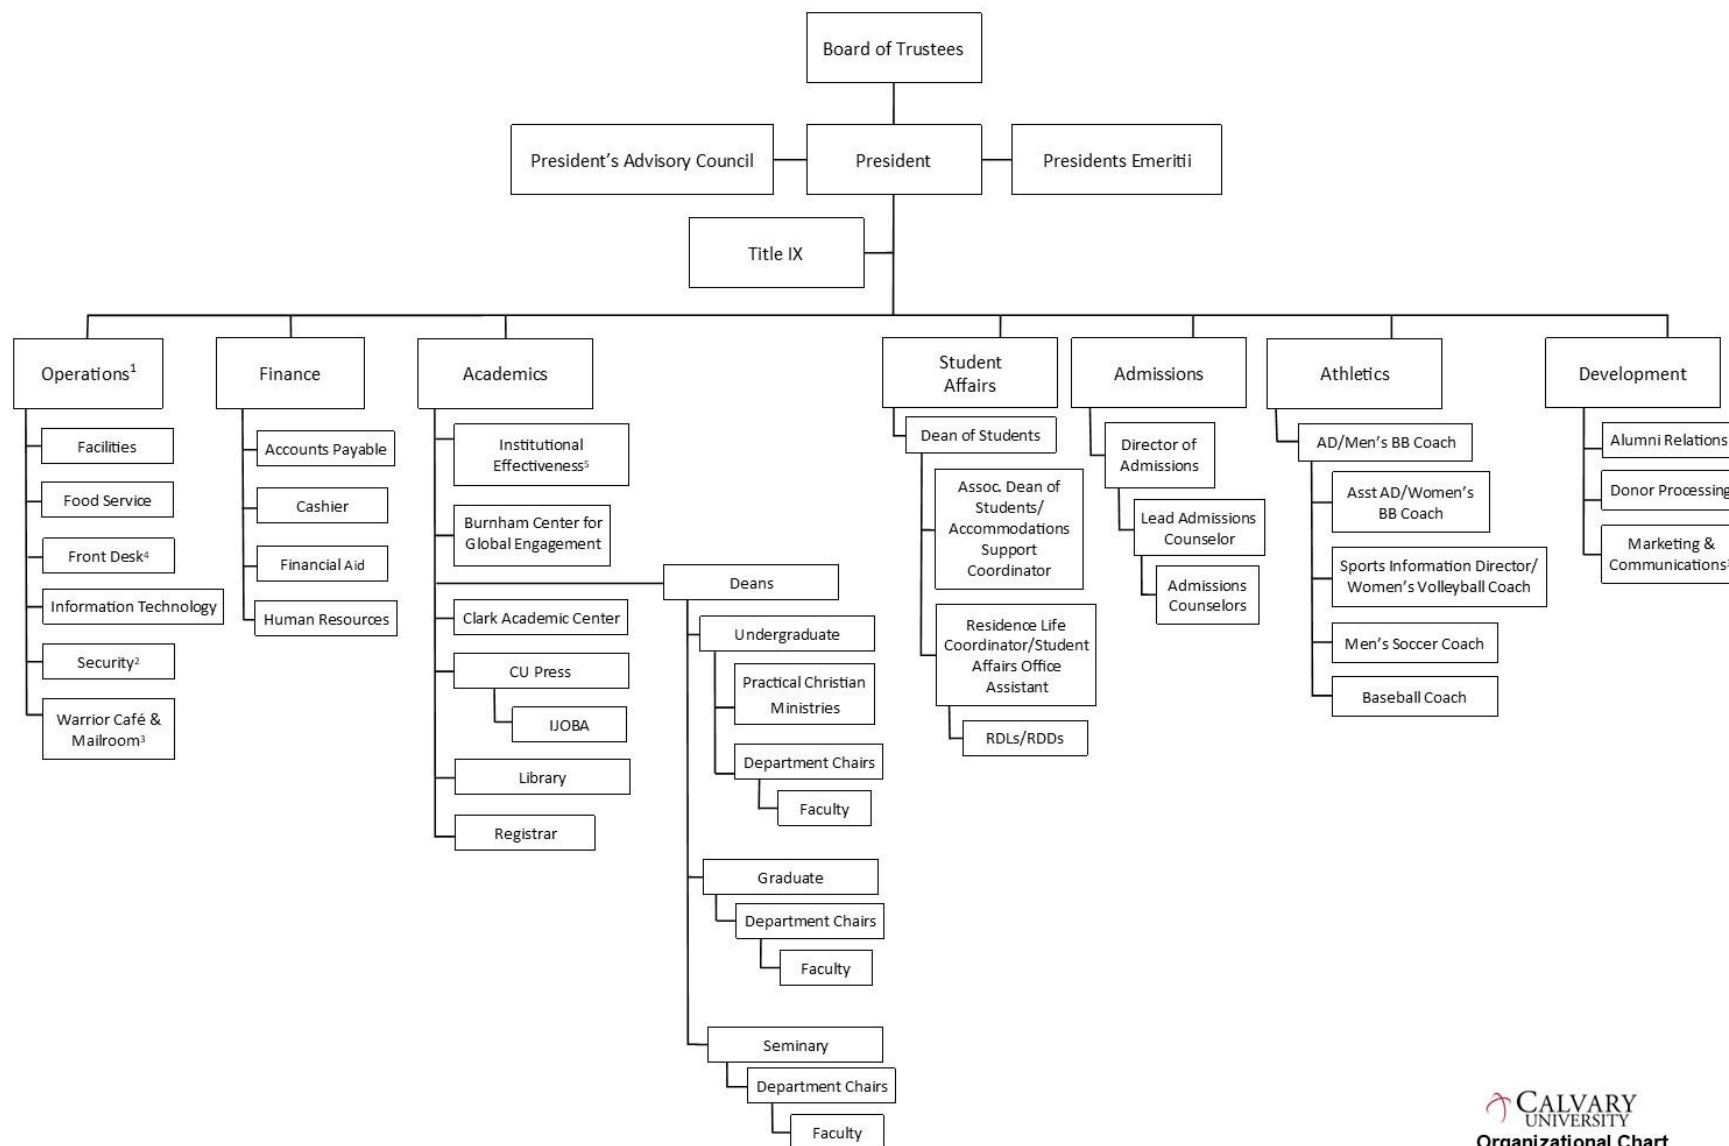 Board of Trustees
President’s Advisory Council
President
Presidents Emeritii
Title IX
Operations¹
Finance
Academics
Student
Affairs
Admissions
Athletics
Development
Facilities
Food Service
Front Desk⁴
Information Technology
Security²
Warrior Café &
Mailroom³
Accounts Payable
Cashier
Financial Aid
Human Resources
Institutional
Effectiveness⁵
Burnham Center for
Global Engagement
Deans
Clark Academic Center
CU Press
IJOBA
Library
Registrar
Undergraduate
Practical Christian
Ministries
Department Chairs
Faculty
Graduate
Department Chairs
Faculty
Seminary
Department Chairs
Faculty
Dean of Students
Assoc. Dean of
Students/
Accommodations
Support
Coordinator
Residence Life
Coordinator/Student
Affairs Office
Assistant
RDLs/RDDs
Director of
Admissions
Lead Admissions
Counselor
Admissions
Counselors
AD/Men’s BB Coach
Asst AD/Women’s
BB Coach
Sports Information Director/
Women’s Volleyball Coach
Men’s Soccer Coach
Baseball Coach
Alumni Relations
Donor Processing
Marketing &
Communications
CALVARY
UNIVERSITY
Organizational Chart